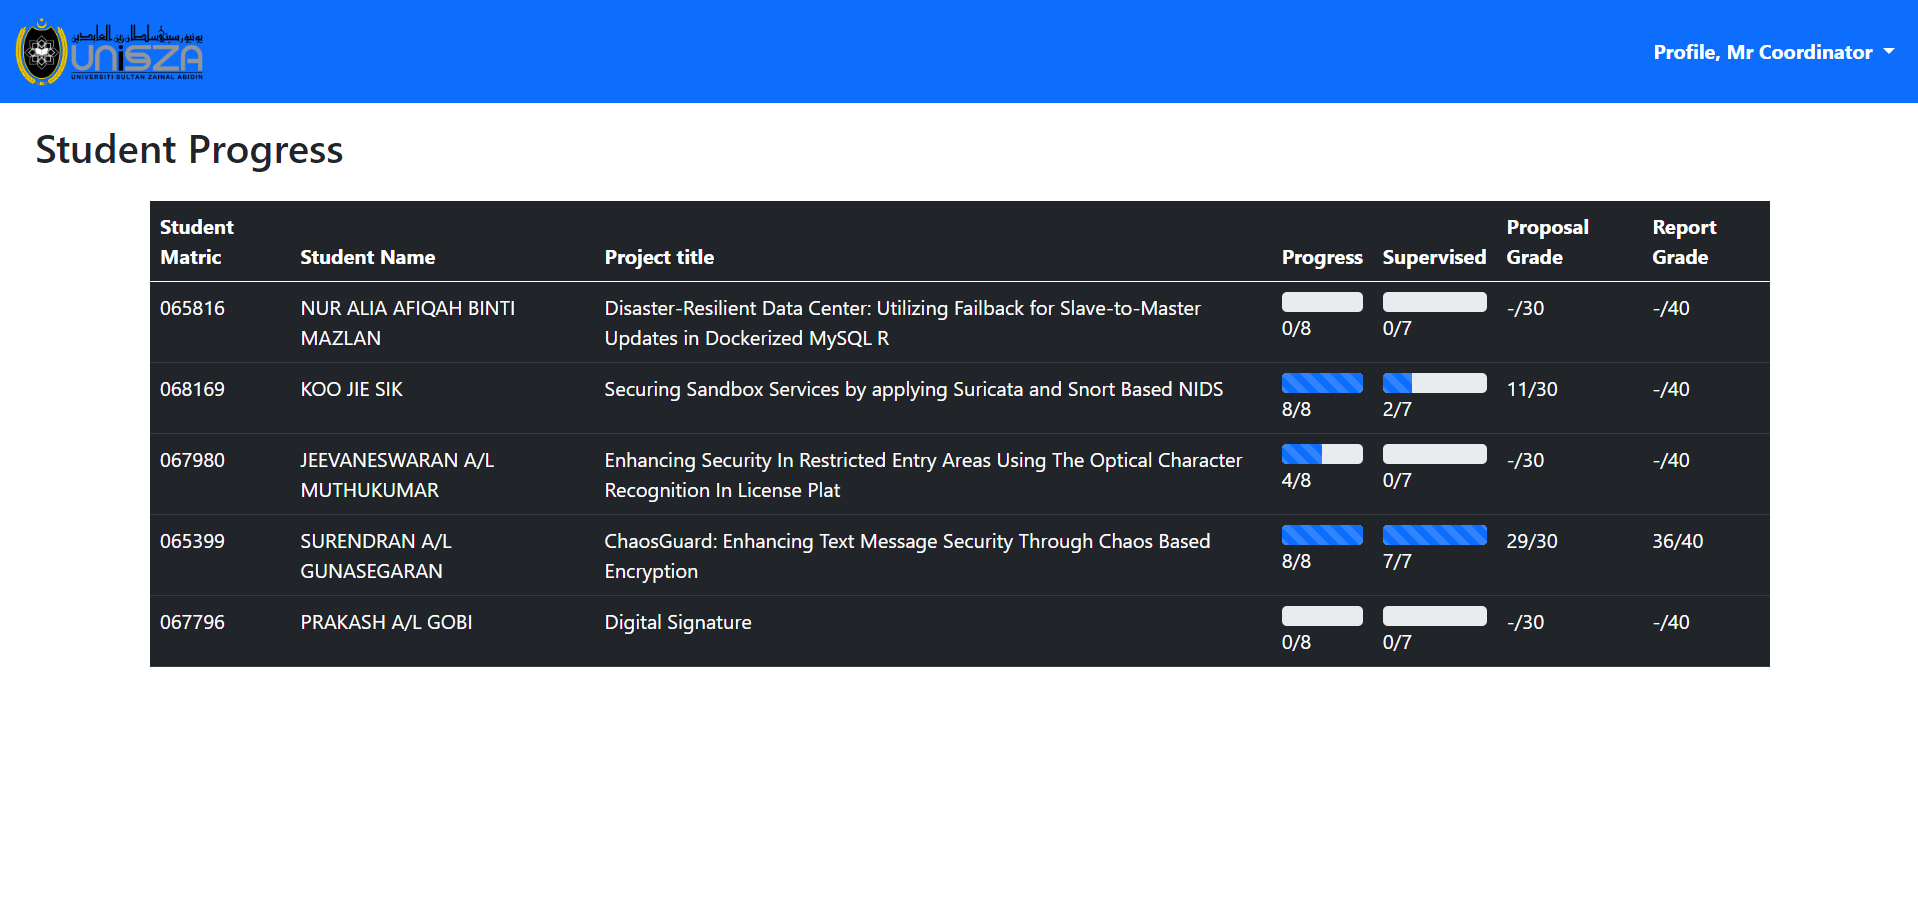 يونيۏرسيتي سلطان زين العابدين
UniSZA
UNIVERSITI SULTAN ZAINAL ABIDIN
Profile, Mr Coordinator
Student Progress
Student Matric
Student Name
Project title
Progress
Supervised
Proposal Grade
Report Grade
065816
NUR ALIA AFIQAH BINTI
MAZLAN
Disaster-Resilient Data Center: Utilizing Failback for Slave-to-Master
Updates in Dockerized MySQL R
0/8
0/7
-/30
-/40
068169
KOO JIE SIK
Securing Sandbox Services by applying Suricata and Snort Based NIDS
8/8
2/7
11/30
-/40
067980
JEEVANESWARAN A/L
MUTHUKUMAR
Enhancing Security In Restricted Entry Areas Using The Optical Character
Recognition In License Plat
4/8
0/7
-/30
-/40
065399
SURENDRAN A/L
GUNASEGARAN
ChaosGuard: Enhancing Text Message Security Through Chaos Based
Encryption
8/8
7/7
29/30
36/40
067796
PRAKASH A/L GOBI
Digital Signature
0/8
0/7
-/30
-/40